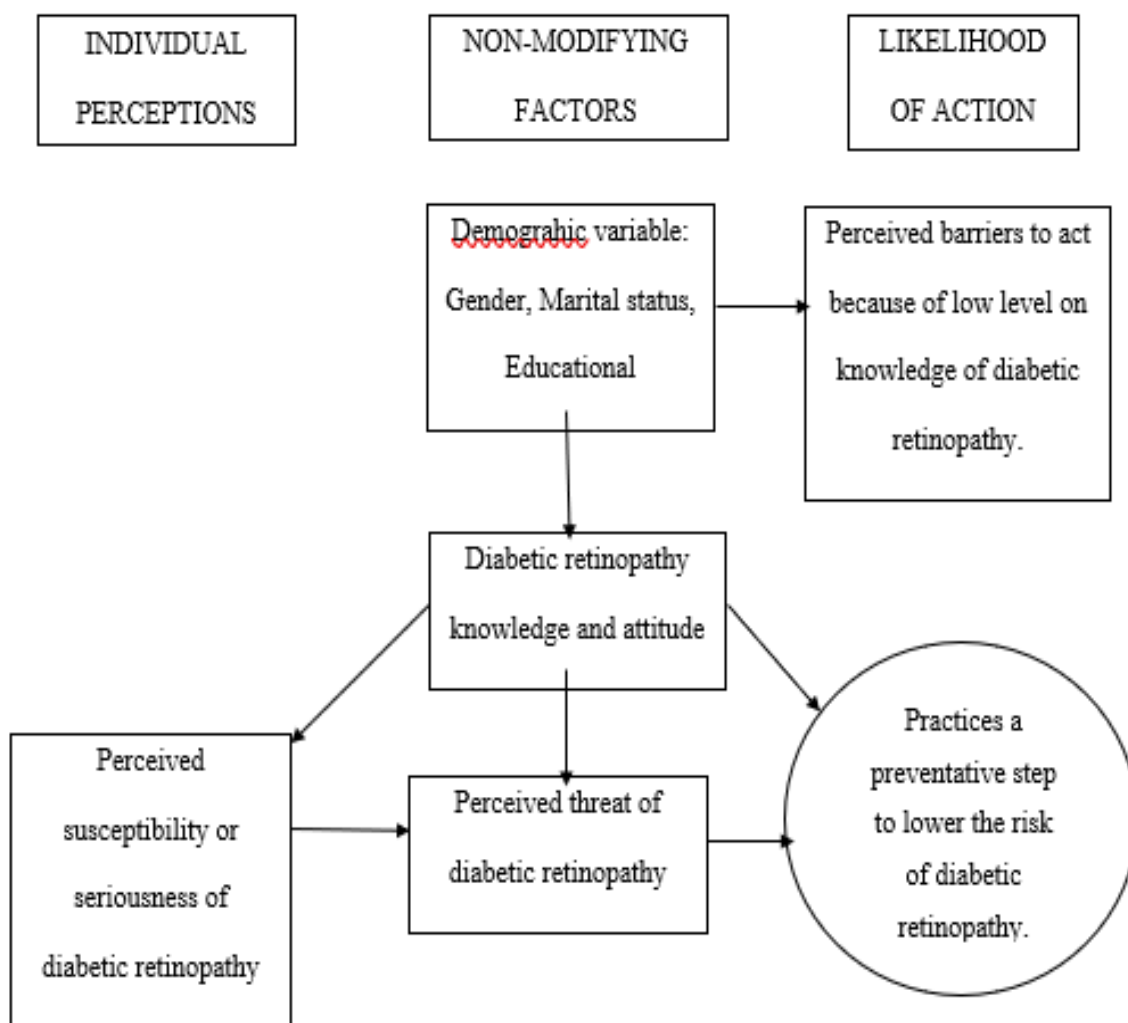 INDIVIDUAL
PERCEPTIONS
NON-MODIFYING
FACTORS
LIKELIHOOD
OF ACTION
Demograhic variable:
Gender, Marital status,
Educational
Perceived barriers to act
because of low level on
knowledge of diabetic
retinopathy.
Diabetic retinopathy
knowledge and attitude
Perceived
susceptibility or
seriousness of
diabetic retinopathy
Perceived threat of
diabetic retinopathy
Practices a
preventative step
to lower the risk
of diabetic
retinopathy.